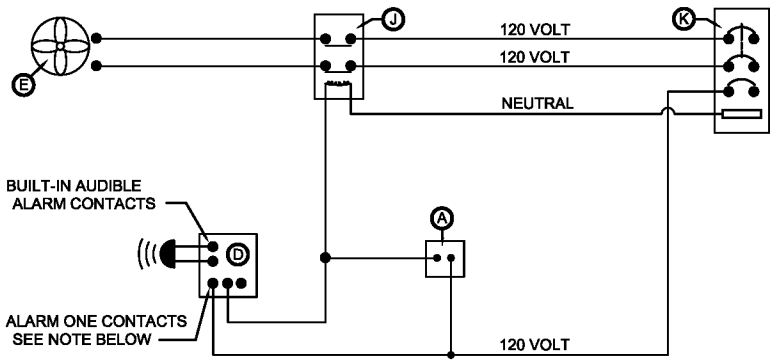 J
K
120 VOLT
120 VOLT
E
NEUTRAL
BUILT-IN AUDIBLE
ALARM CONTACTS
A
D
ALARM ONE CONTACTS
SEE NOTE BELOW
120 VOLT